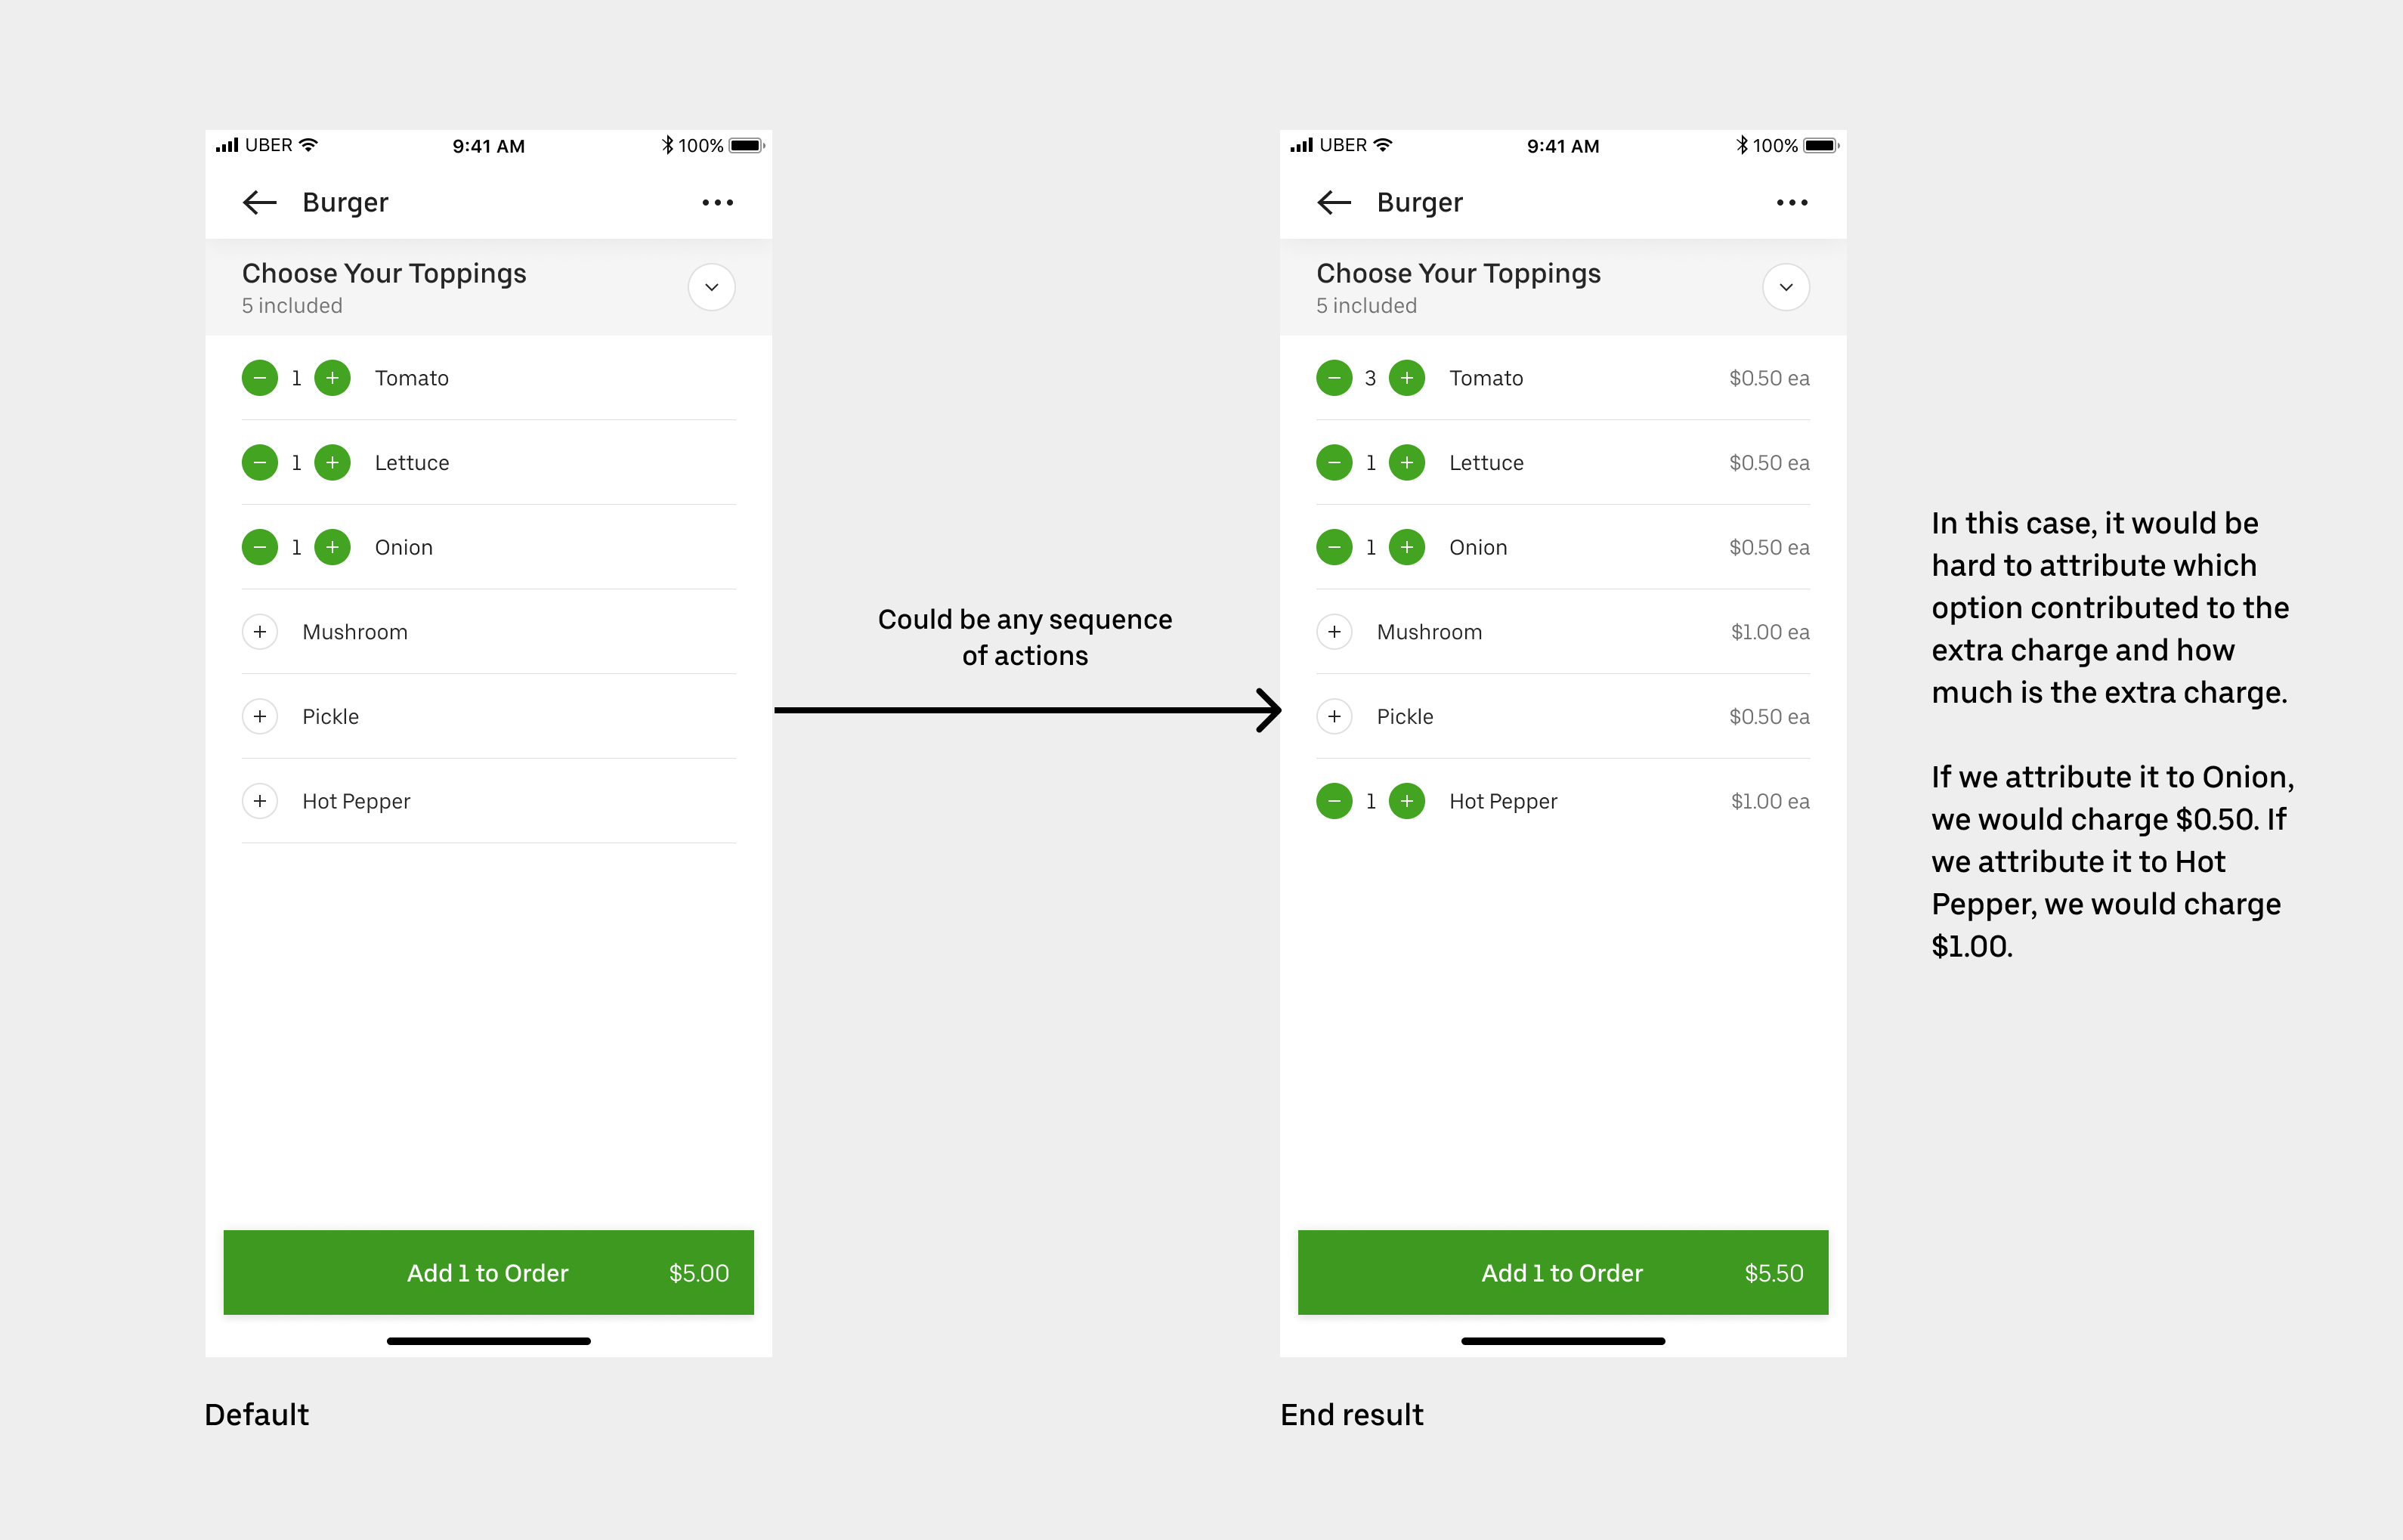 UBER 9:41 AM 100%
Burger
Choose Your Toppings
5 included
1 Tomato
1 Lettuce
1 Onion
Mushroom
Pickle
Hot Pepper
Add 1 to Order $5.00
Default
Could be any sequence
of actions
UBER 9:41 AM 100%
Burger
Choose Your Toppings
5 included
3 Tomato $0.50 ea
1 Lettuce $0.50 ea
1 Onion $0.50 ea
Mushroom $1.00 ea
Pickle $0.50 ea
1 Hot Pepper $1.00 ea
Add 1 to Order $5.50
End result
In this case, it would be
hard to attribute which
option contributed to the
extra charge and how
much is the extra charge.
If we attribute it to Onion,
we would charge $0.50. If
we attribute it to Hot
Pepper, we would charge
$1.00.